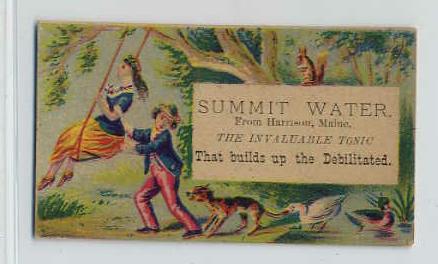 SUMMIT WATER.
From Harrison, Maine.
THE INVALUABLE TONIC
That builds up the Debilitated.